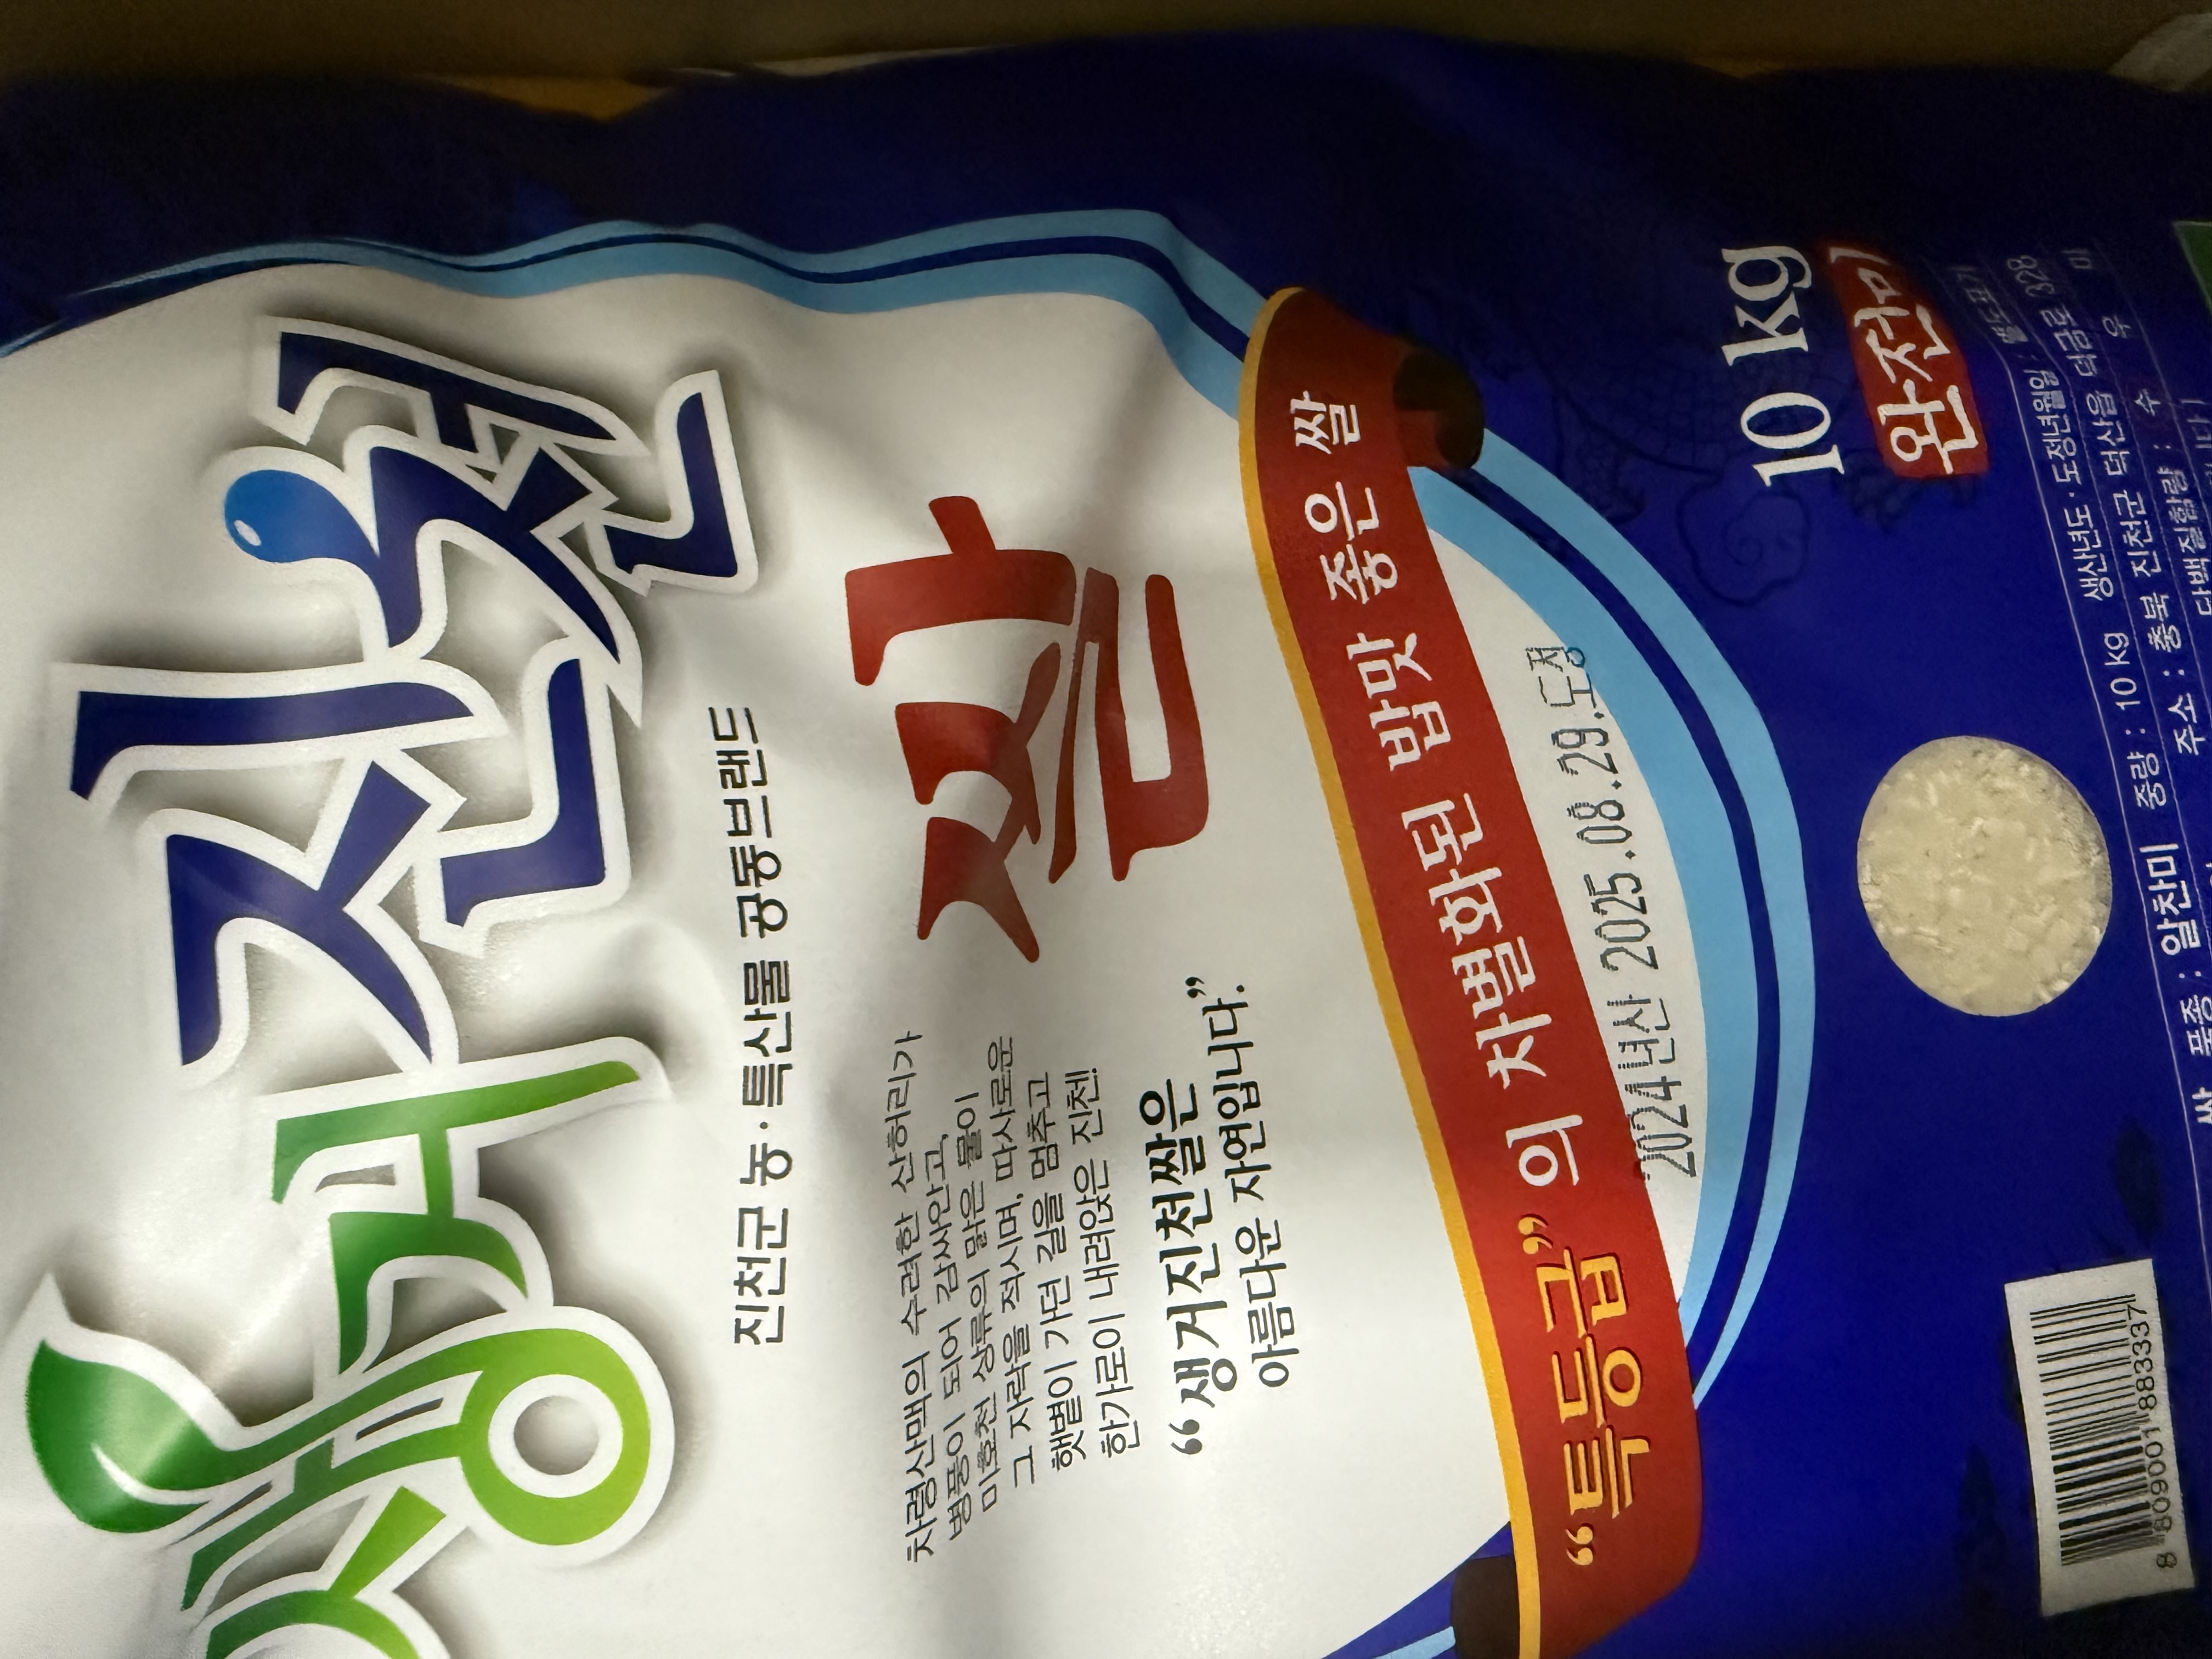 생거진천
진천군 농·특산물 공동브랜드
쌀
차령산맥의 수려한 산허리가
병풍이 되어 감싸안고,
미호천 상류의 맑은 물이
그 자락을 적시며, 따사로운
햇볕이 가던 길을 멈추고
한가로이 내려앉은 진천!
“생거진천쌀은
아름다운 자연입니다.”
“특등급”의 차별화된 밥맛 좋은 쌀
2024년산 2025.08.29.도정
10 kg
완전미
8 809001 883337
품종 : 알찬미 중량 : 10 kg 생산년도·도정년월일 : 별도표기
주소 : 충북 진천군 덕산읍 덕금로 328
단백질함량 : 수 우 미